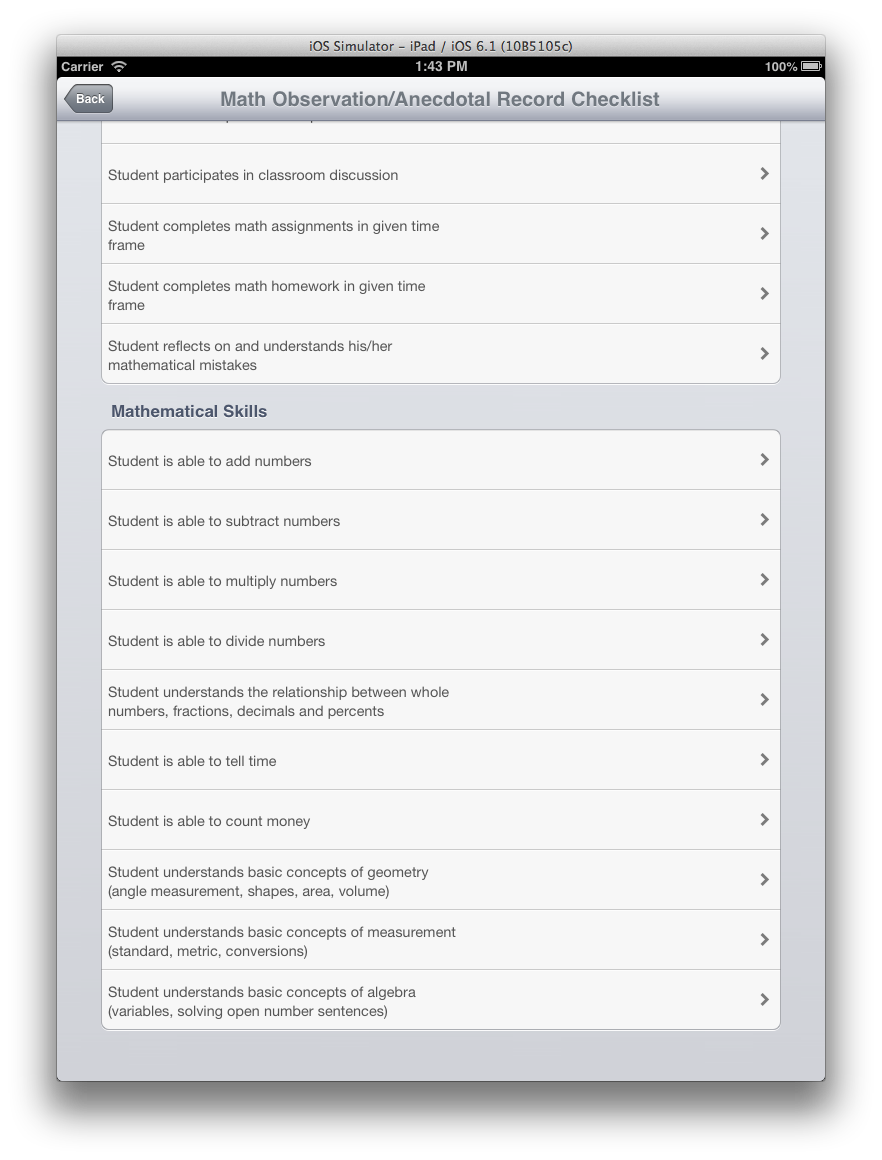 iOS Simulator – iPad / iOS 6.1 (10B5105c)
Carrier 1:43 PM 100%
Back Math Observation/Anecdotal Record Checklist
Student participates in classroom discussion
Student completes math assignments in given time
frame
Student completes math homework in given time
frame
Student reflects on and understands his/her
mathematical mistakes
Mathematical Skills
Student is able to add numbers
Student is able to subtract numbers
Student is able to multiply numbers
Student is able to divide numbers
Student understands the relationship between whole
numbers, fractions, decimals and percents
Student is able to tell time
Student is able to count money
Student understands basic concepts of geometry
(angle measurement, shapes, area, volume)
Student understands basic concepts of measurement
(standard, metric, conversions)
Student understands basic concepts of algebra
(variables, solving open number sentences)